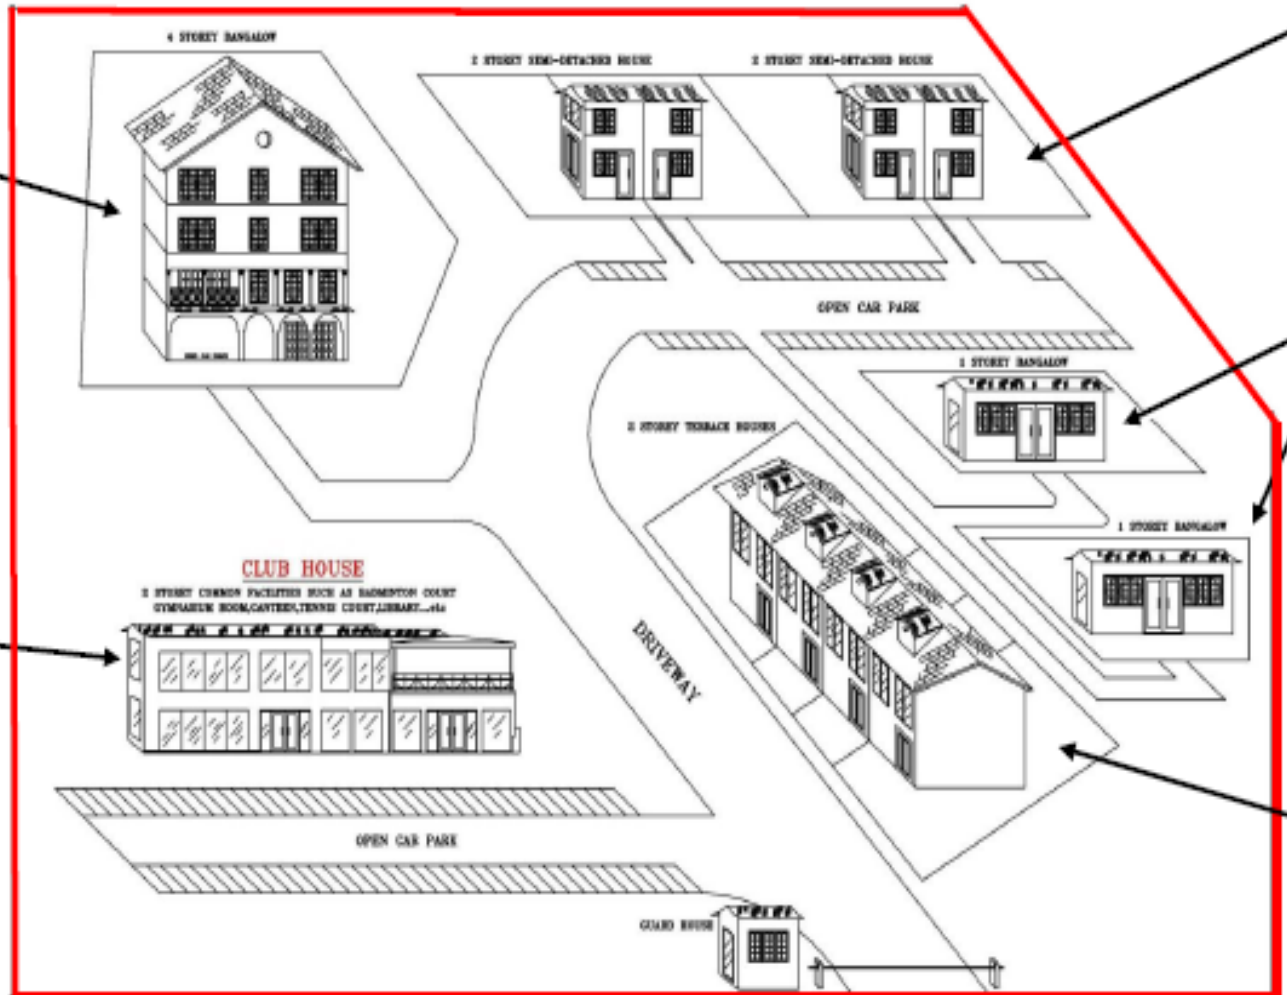 4 STOREY BANGALOW
2 STOREY SEMI-DETACHED HOUSE
2 STOREY SEMI-DETACHED HOUSE
OPEN CAR PARK
1 STOREY BANGALOW
2 STOREY TERRACE HOUSES
1 STOREY BANGALOW
CLUB HOUSE
2 STOREY COMMON FACILITIES SUCH AS BADMINTON COURT
GYMNASIUM ROOM,CANTEEN,TENNIS COURT,LIBRARY...etc
DRIVEWAY
OPEN CAR PARK
GUARD HOUSE